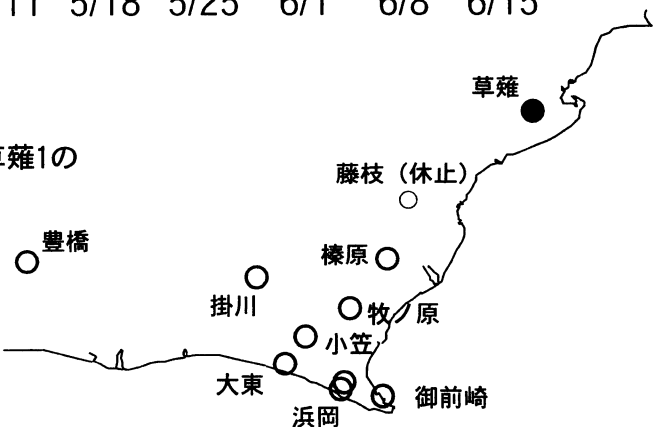 11 5/18 5/25 6/1 6/8 6/15
草薙
草薙1の
藤枝（休止）
豊橋
榛原
掛川
牧ノ原
小笠
大東
御前崎
浜岡